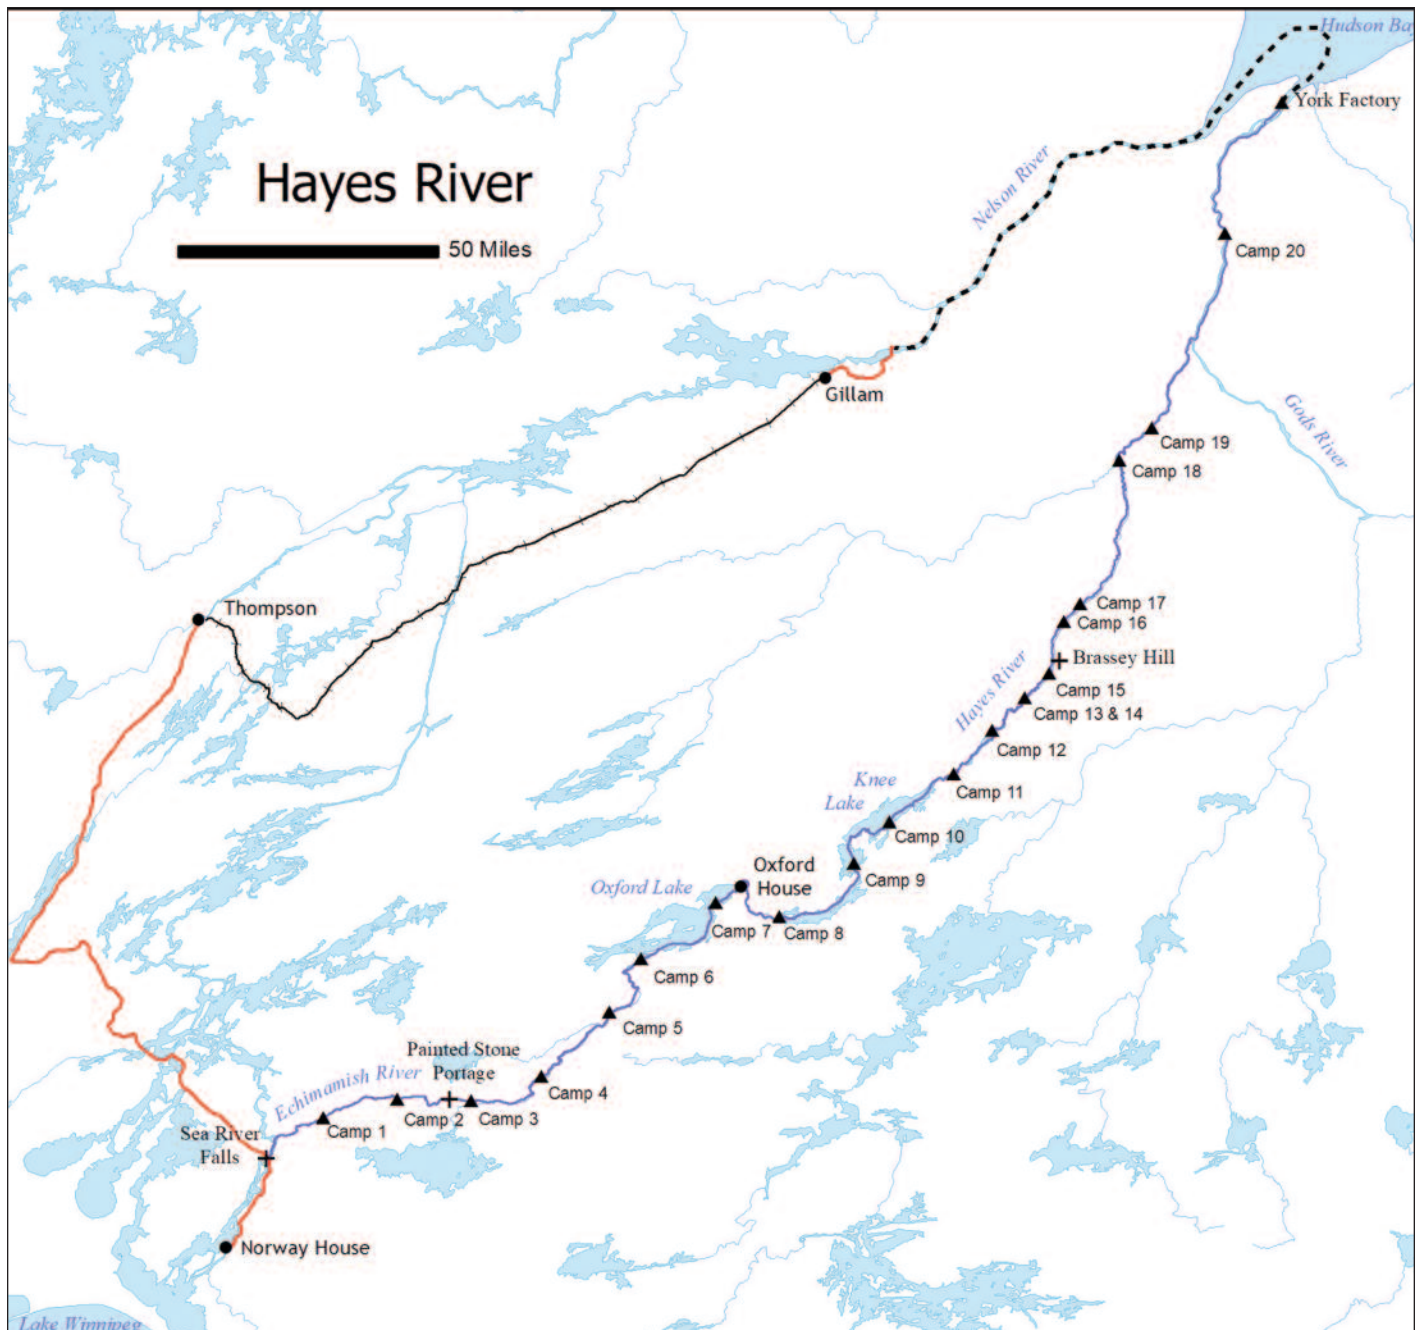 Hudson Bay
York Factory
Hayes River
50 Miles
Nelson River
Camp 20
Gillam
Gods River
Camp 19
Camp 18
Thompson
Camp 17
Camp 16
Brassey Hill
Hayes River
Camp 15
Camp 13 & 14
Camp 12
Knee
Lake
Camp 11
Camp 10
Oxford
House
Oxford Lake
Camp 9
Camp 7
Camp 8
Camp 6
Camp 5
Painted Stone
Portage
Echimamish River
Camp 4
Camp 1
Camp 2
Camp 3
Sea River
Falls
Norway House
Lake Winnipeg